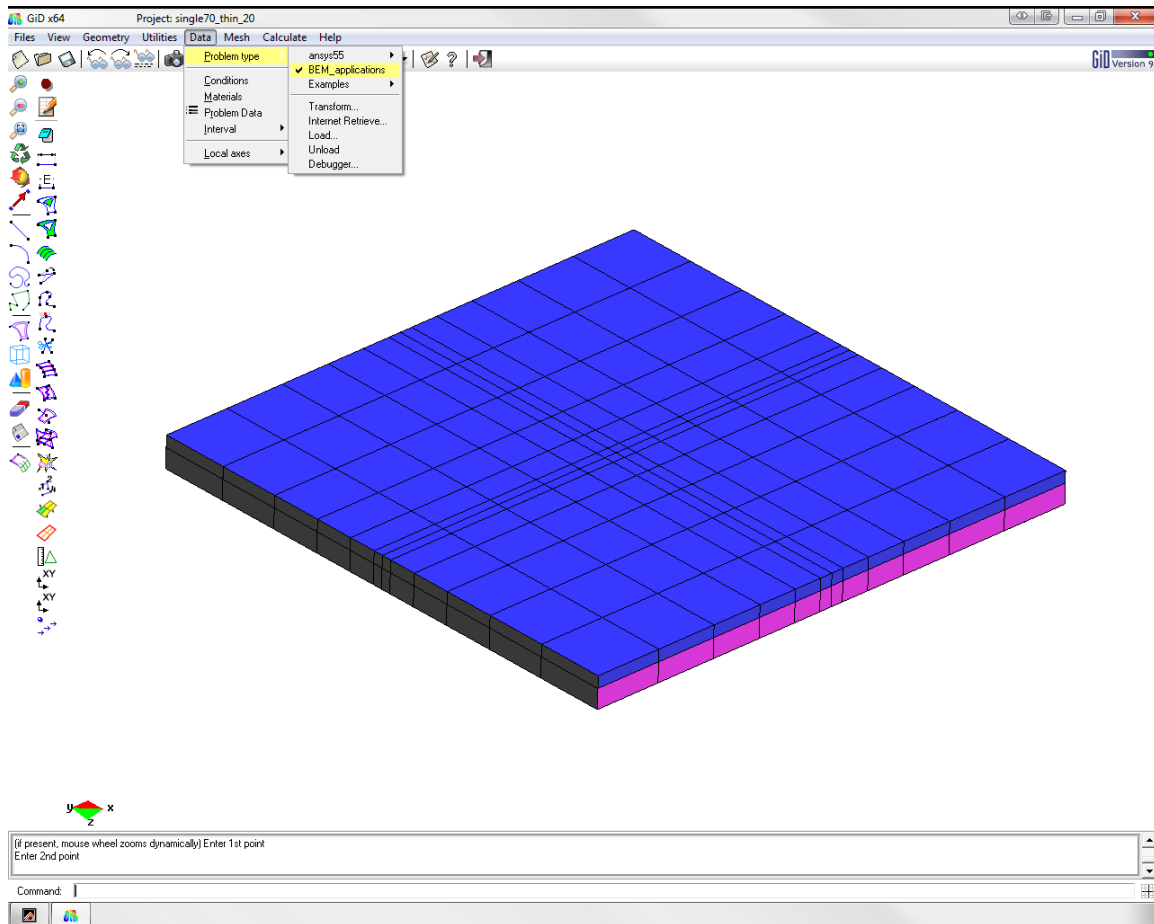 GiD x64 Project: single70_thin_20
Files View Geometry Utilities Data Mesh Calculate Help
GiD Version 9
Problem type
Conditions
Materials
Problem Data
Interval
Local axes
ansys55
BEM_applications
Examples
Transform...
Internet Retrieve...
Load...
Unload
Debugger...
E
2
XY
XY
y x
z
(if present, mouse wheel zooms dynamically) Enter 1st point
Enter 2nd point
Command: